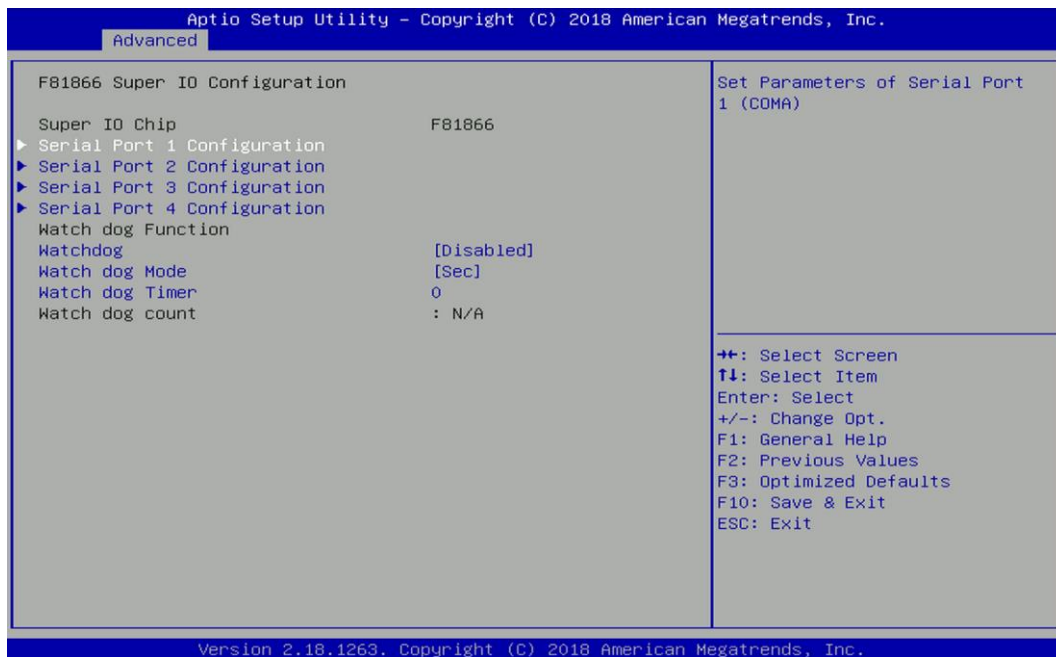 Aptio Setup Utility – Copyright (C) 2018 American Megatrends, Inc.
Advanced
F81866 Super IO Configuration
Super IO Chip F81866
▶ Serial Port 1 Configuration
▶ Serial Port 2 Configuration
▶ Serial Port 3 Configuration
▶ Serial Port 4 Configuration
Watch dog Function
Watchdog [Disabled]
Watch dog Mode [Sec]
Watch dog Timer 0
Watch dog count : N/A
Set Parameters of Serial Port
1 (COMA)
→←: Select Screen
↑↓: Select Item
Enter: Select
+/-: Change Opt.
F1: General Help
F2: Previous Values
F3: Optimized Defaults
F10: Save & Exit
ESC: Exit
Version 2.18.1263. Copyright (C) 2018 American Megatrends, Inc.